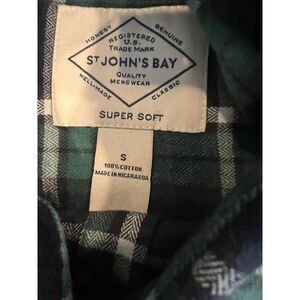 HONEST
GENUINE
REGISTERED
U.S.
TRADE MARK
ST JOHN'S BAY
QUALITY
MENSWEAR
WELL-MADE
CLASSIC
SUPER SOFT
S
100% COTTON
MADE IN NICARAGUA